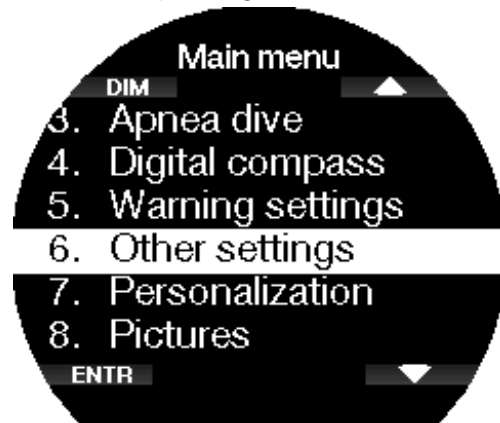 Main menu
DIM
3. Apnea dive
4. Digital compass
5. Warning settings
6. Other settings
7. Personalization
8. Pictures
ENTR